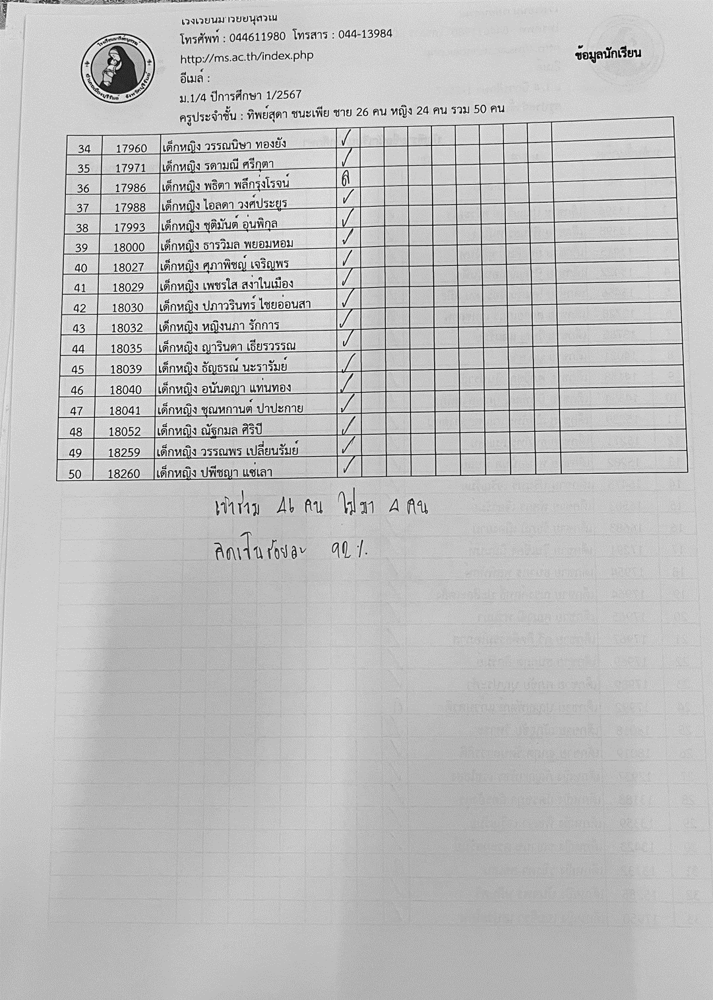 โรงเรียนมารีย์อนุสรณ์
โทรศัพท์ : 044611980 โทรสาร : 044-13984
http://ms.ac.th/index.php
ข้อมูลนักเรียน
อีเมล์ :
ม.1/4 ปีการศึกษา 1/2567
ครูประจำชั้น : ทิพย์สุดา ชนะเพีย ชาย 26 คน หญิง 24 คน รวม 50 คน
34 17960 เด็กหญิง วรรณนิษา ทองยัง ✓
35 17971 เด็กหญิง รดามณี ศรีกุตา ✓
36 17986 เด็กหญิง พธิตา พลึกรุ่งโรจน์ ลี
37 17988 เด็กหญิง ไอลดา วงศ์ประยูร ✓
38 17993 เด็กหญิง ชุติมันต์ อุ่นพิกุล ✓
39 18000 เด็กหญิง ธารวิมล พยอมหอม ✓
40 18027 เด็กหญิง ศุภาพิชญ์ เจริญพร ✓
41 18029 เด็กหญิง เพชรใส สง่าในเมือง ✓
42 18030 เด็กหญิง ปภาวรินทร์ ไชยอ่อนสา ✓
43 18032 เด็กหญิง หญิงนภา รักการ ✓
44 18035 เด็กหญิง ญารินดา เธียรวรรณ ✓
45 18039 เด็กหญิง ธัญธรณ์ นะรารัมย์ ✓
46 18040 เด็กหญิง อนันตญา แท่นทอง ✓
47 18041 เด็กหญิง ชุณหกานต์ ปาปะกาย ✓
48 18052 เด็กหญิง ณัฐกมล ศิริปี ✓
49 18259 เด็กหญิง วรรณพร เปลี่ยนรัมย์ ✓
50 18260 เด็กหญิง ปพีชญา แซ่เลา ✓
เข้าร่วม 46 คน ไม่มา 4 คน
คิดเป็นร้อยละ 92 %